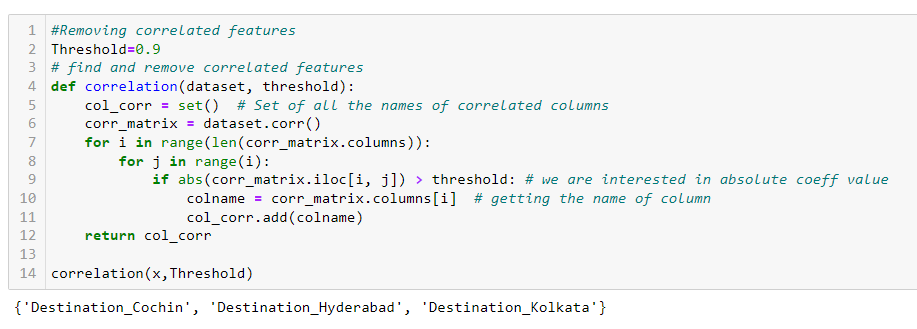 1 #Removing correlated features
2 Threshold=0.9
3 # find and remove correlated features
4 def correlation(dataset, threshold):
5     col_corr = set()  # Set of all the names of correlated columns
6     corr_matrix = dataset.corr()
7     for i in range(len(corr_matrix.columns)):
8         for j in range(i):
9             if abs(corr_matrix.iloc[i, j]) > threshold: # we are interested in absolute coeff value
10                 colname = corr_matrix.columns[i]  # getting the name of column
11                 col_corr.add(colname)
12     return col_corr
13
14 correlation(x,Threshold)
{'Destination_Cochin', 'Destination_Hyderabad', 'Destination_Kolkata'}